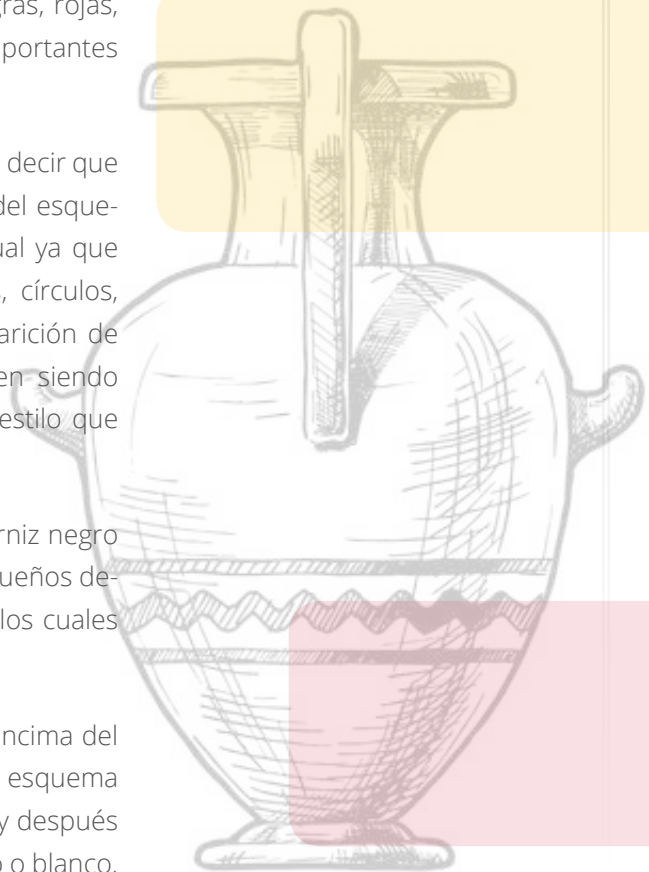 gras, rojas,
portantes
decir que
del esque-
ual ya que
, círculos,
arición de
en siendo
estilo que
rniz negro
ueños de-
los cuales
ncima del
esquema
y después
o o blanco.